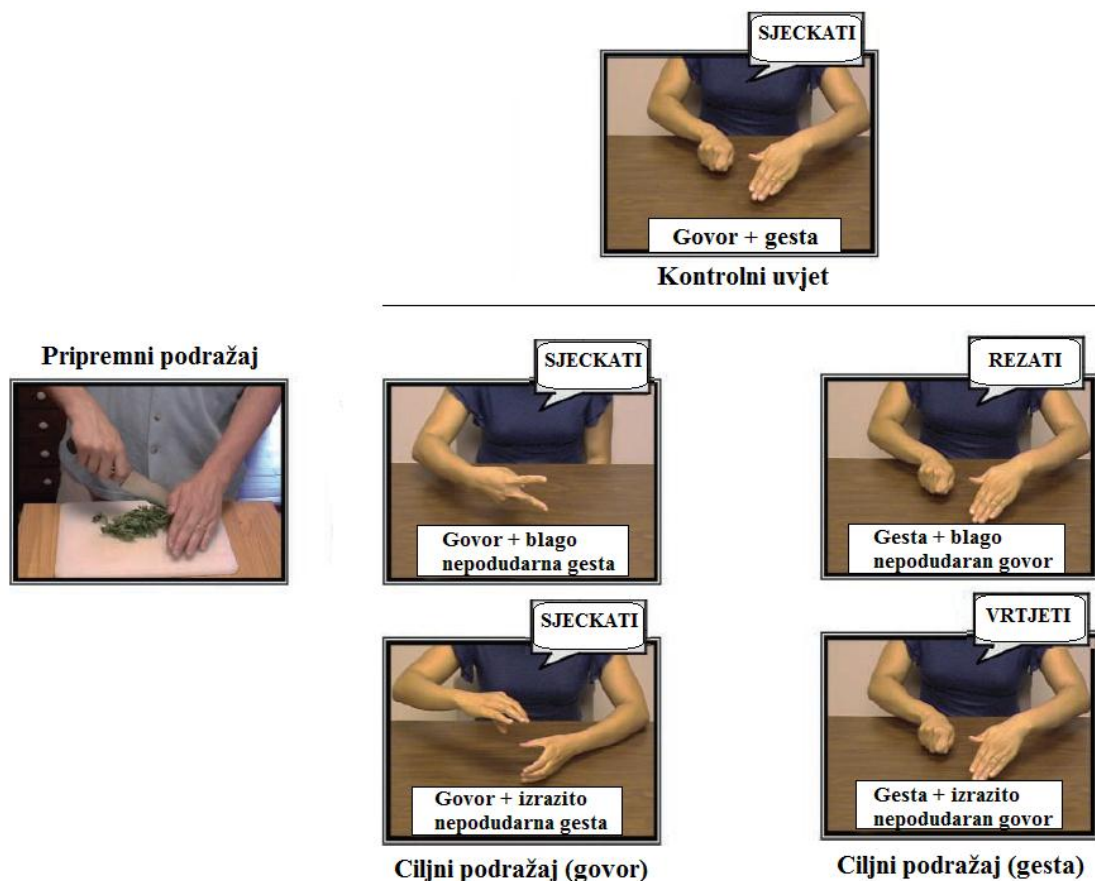 SJECKATI
Govor + gesta
Kontrolni uvjet
Pripremni podražaj
SJECKATI
Govor + blago
nepodudarna gesta
REZATI
Gesta + blago
nepodudaran govor
SJECKATI
Govor + izrazito
nepodudarna gesta
VRTJETI
Gesta + izrazito
nepodudaran govor
Ciljni podražaj (govor)
Ciljni podražaj (gesta)